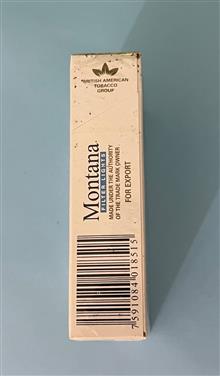 BRITISH AMERICAN
TOBACCO
GROUP
Montana
FILTER LIGHTS
MADE UNDER THE AUTHORITY
OF THE TRADE MARK OWNER
FOR EXPORT
7591084018515